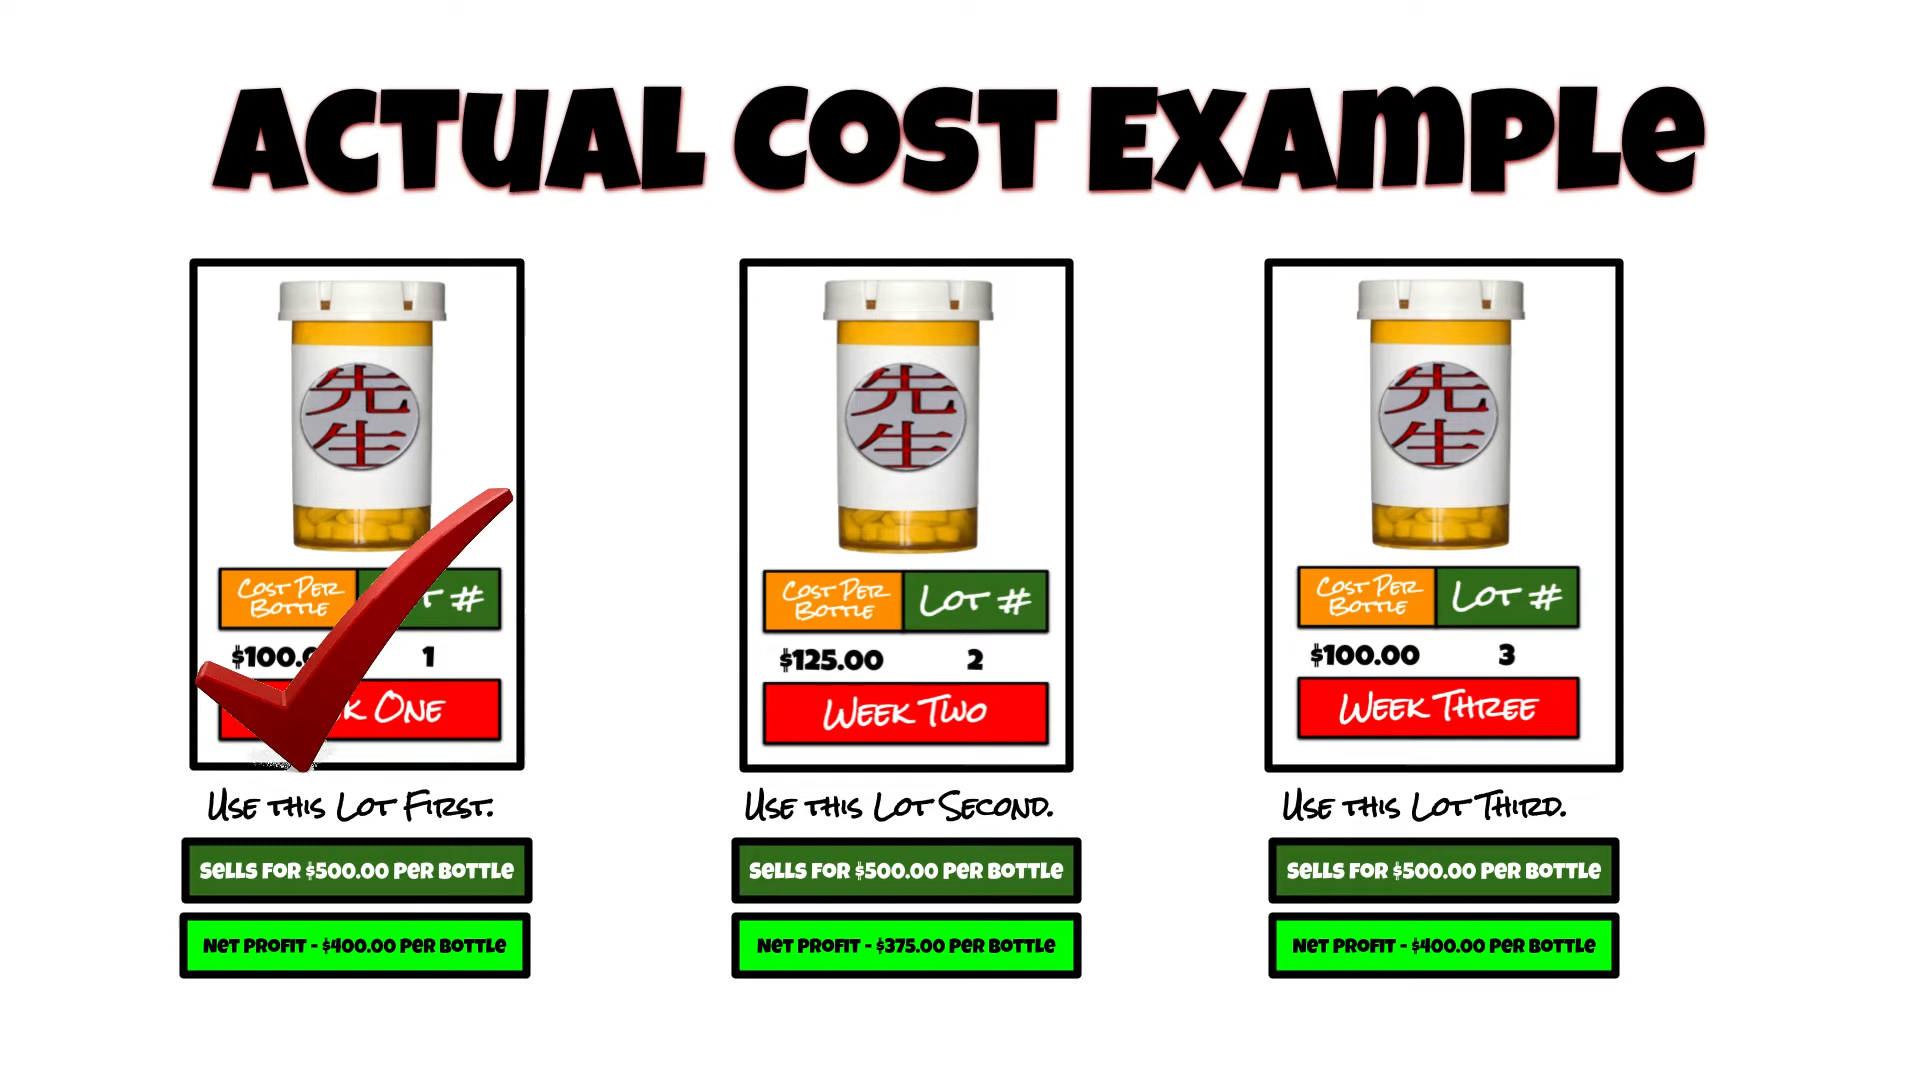 Actual Cost Example
先
生
Cost Per
Bottle
#
$100.
1
One
Use this Lot First.
Sells for $500.00 per bottle
Net Profit - $400.00 per bottle
先
生
Cost Per
Bottle
Lot #
$125.00
2
Week Two
Use this Lot Second.
Sells for $500.00 per bottle
Net Profit - $375.00 per bottle
先
生
Cost Per
Bottle
Lot #
$100.00
3
Week Three
Use this Lot Third.
Sells for $500.00 per bottle
Net Profit - $400.00 per bottle